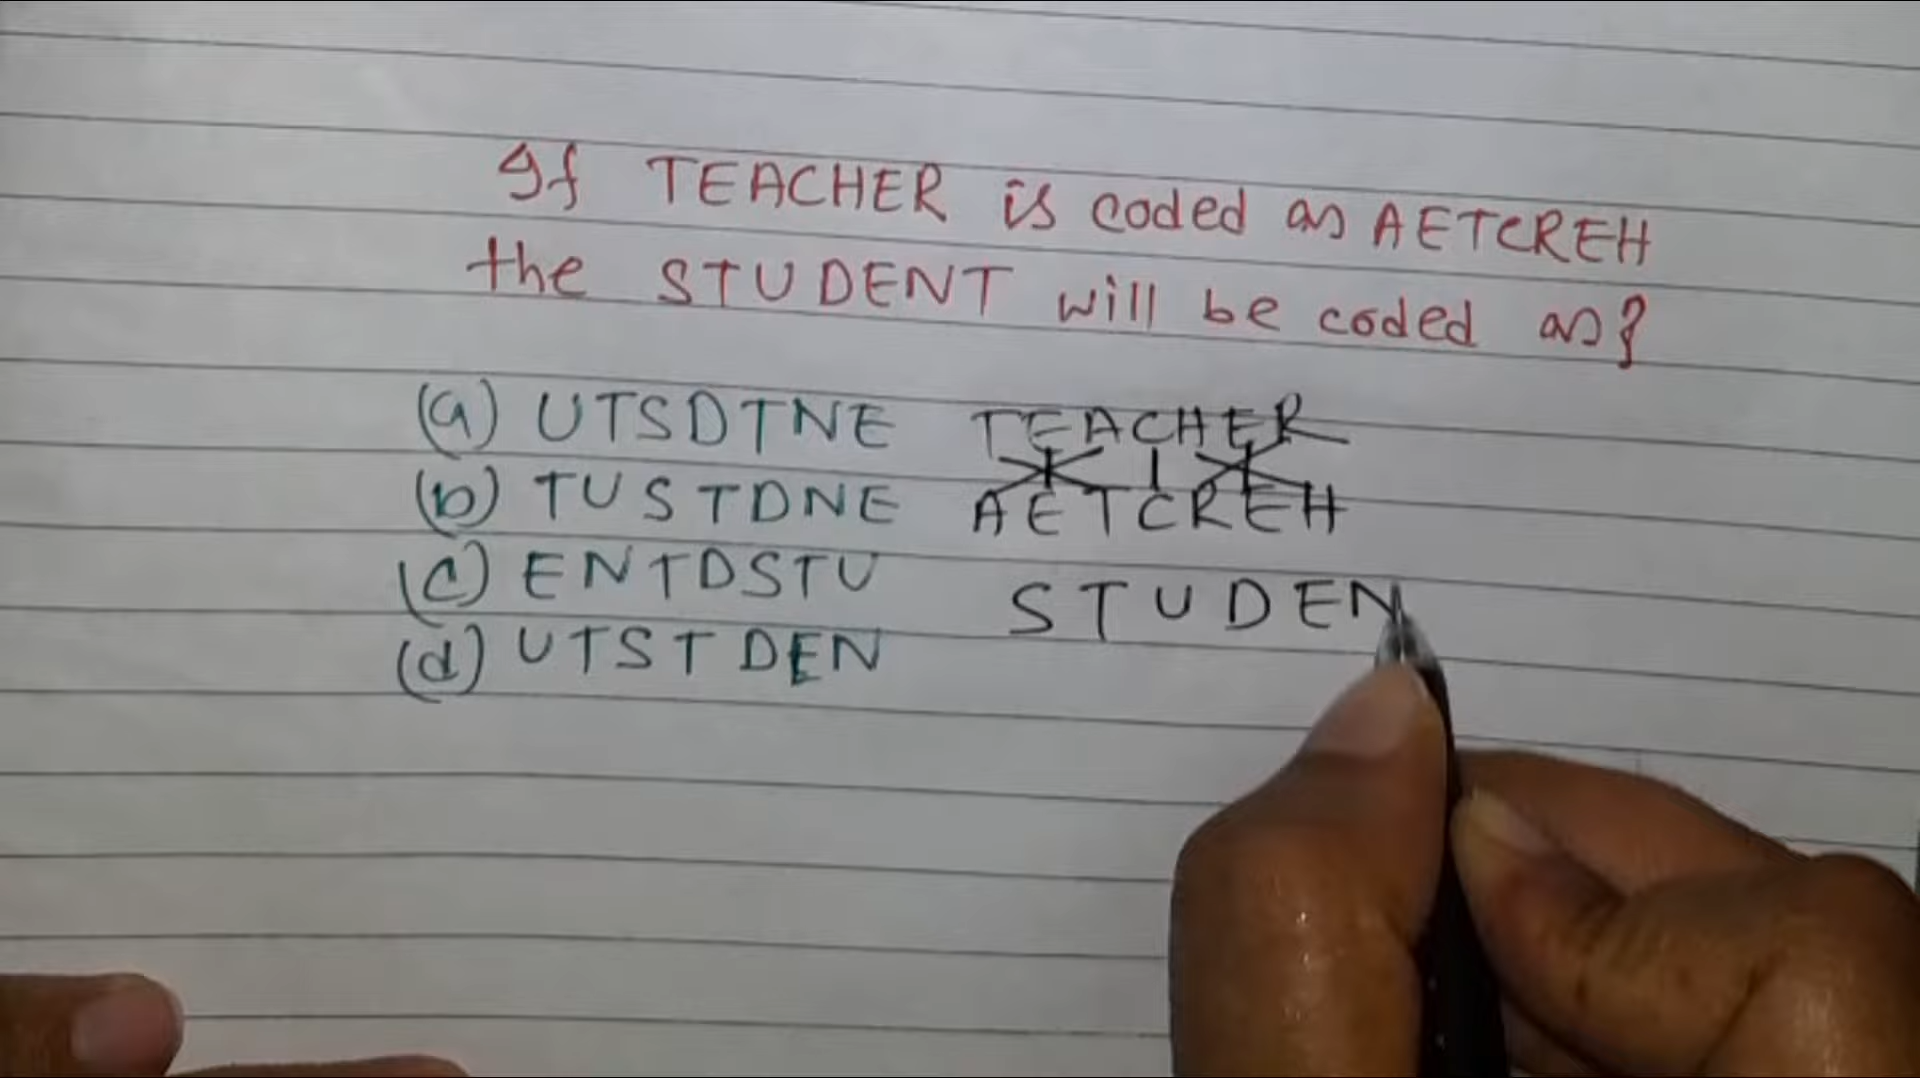 If TEACHER is coded as AETCREH
the STUDENT will be coded as?
(a) UTSDTNE
(b) TUSTDNE
(c) ENTDSTU
(d) UTSTDEN
TEACHER
AETCREH
STUDEN